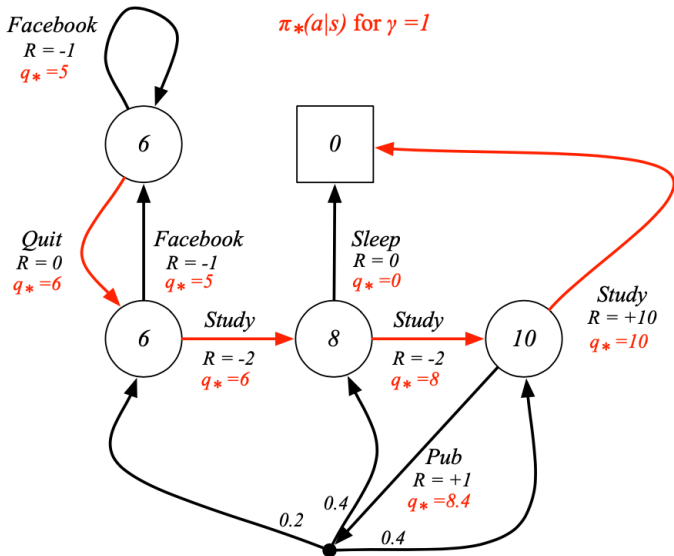 Facebook
R = -1
q* =5
π*(a|s) for γ =1
6
0
Quit
R = 0
q* =6
Facebook
R = -1
q* =5
Sleep
R = 0
q* =0
Study
R = +10
q* =10
6
Study
R = -2
q* =6
8
Study
R = -2
q* =8
10
Pub
R = +1
q* =8.4
0.2
0.4
0.4